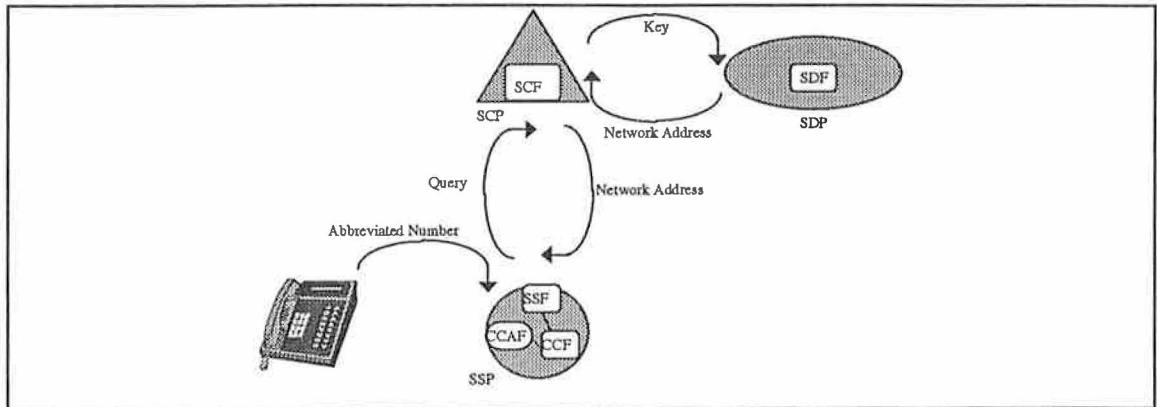 Key
SCF
SDF
SCP
SDP
Network Address
Query
Network Address
Abbreviated Number
SSF
CCAF
CCF
SSP